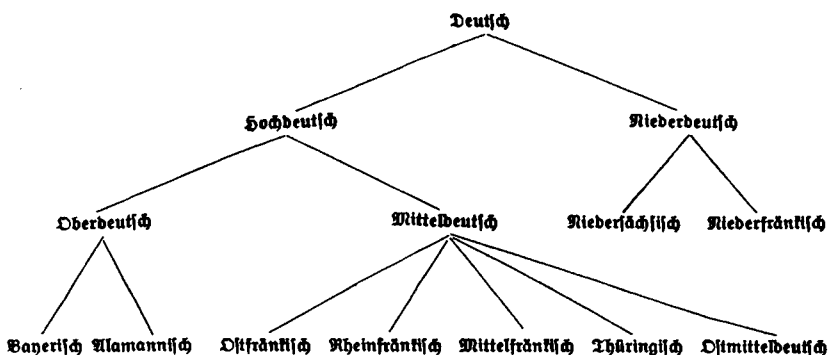 Deutſch
Hochdeutſch Niederdeutſch
Oberdeutſch Mitteldeutſch Niederſächſiſch Niederfränkiſch
Bayeriſch Alamanniſch Oſtfränkiſch Rheinfränkiſch Mittelfränkiſch Thüringiſch Oſtmitteldeutſch